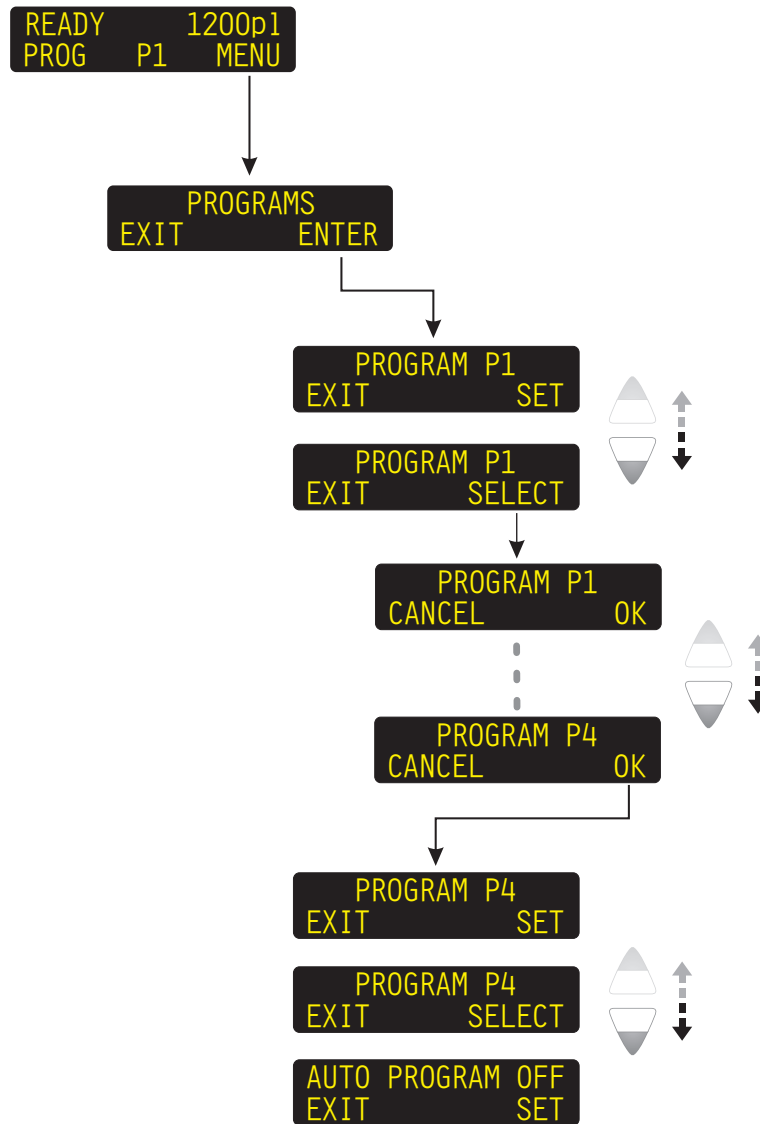 READY 1200pl
PROG P1 MENU
PROGRAMS
EXIT ENTER
PROGRAM P1
EXIT SET
PROGRAM P1
EXIT SELECT
PROGRAM P1
CANCEL OK
PROGRAM P4
CANCEL OK
PROGRAM P4
EXIT SET
PROGRAM P4
EXIT SELECT
AUTO PROGRAM OFF
EXIT SET